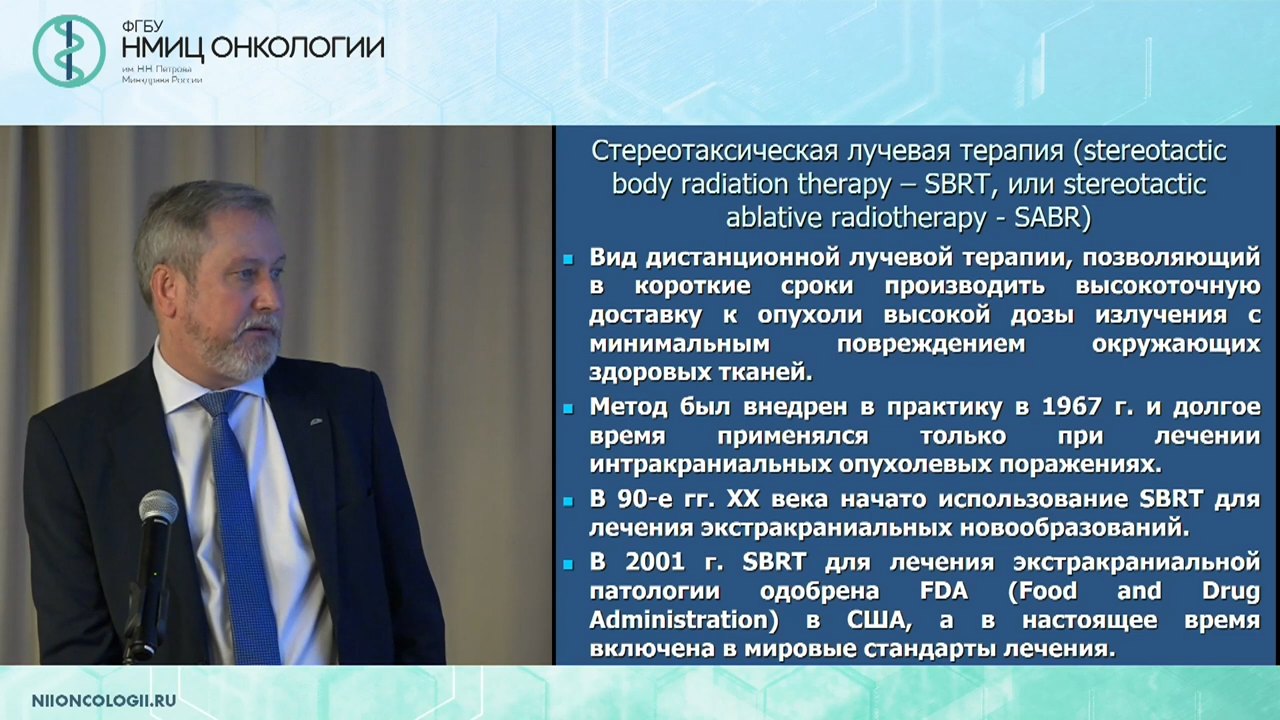 ФГБУ
НМИЦ ОНКОЛОГИИ
им. Н.Н. Петрова
Минздрава России
Стереотаксическая лучевая терапия (stereotactic
body radiation therapy – SBRT, или stereotactic
ablative radiotherapy - SABR)
Вид дистанционной лучевой терапии, позволяющий
в короткие сроки производить высокоточную
доставку к опухоли высокой дозы излучения с
минимальным повреждением окружающих
здоровых тканей.
Метод был внедрен в практику в 1967 г. и долгое
время применялся только при лечении
интракраниальных опухолевых поражениях.
В 90-е гг. XX века начато использование SBRT для
лечения экстракраниальных новообразований.
В 2001 г. SBRT для лечения экстракраниальной
патологии одобрена FDA (Food and Drug
Administration) в США, а в настоящее время
включена в мировые стандарты лечения.
NIIONCOLOGII.RU